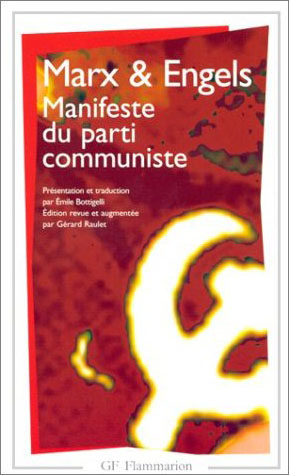 Marx & Engels
Manifeste
du parti
communiste
Présentation et traduction
par Émile Bottigelli
Édition revue et augmentée
par Gérard Raulet
GF Flammarion